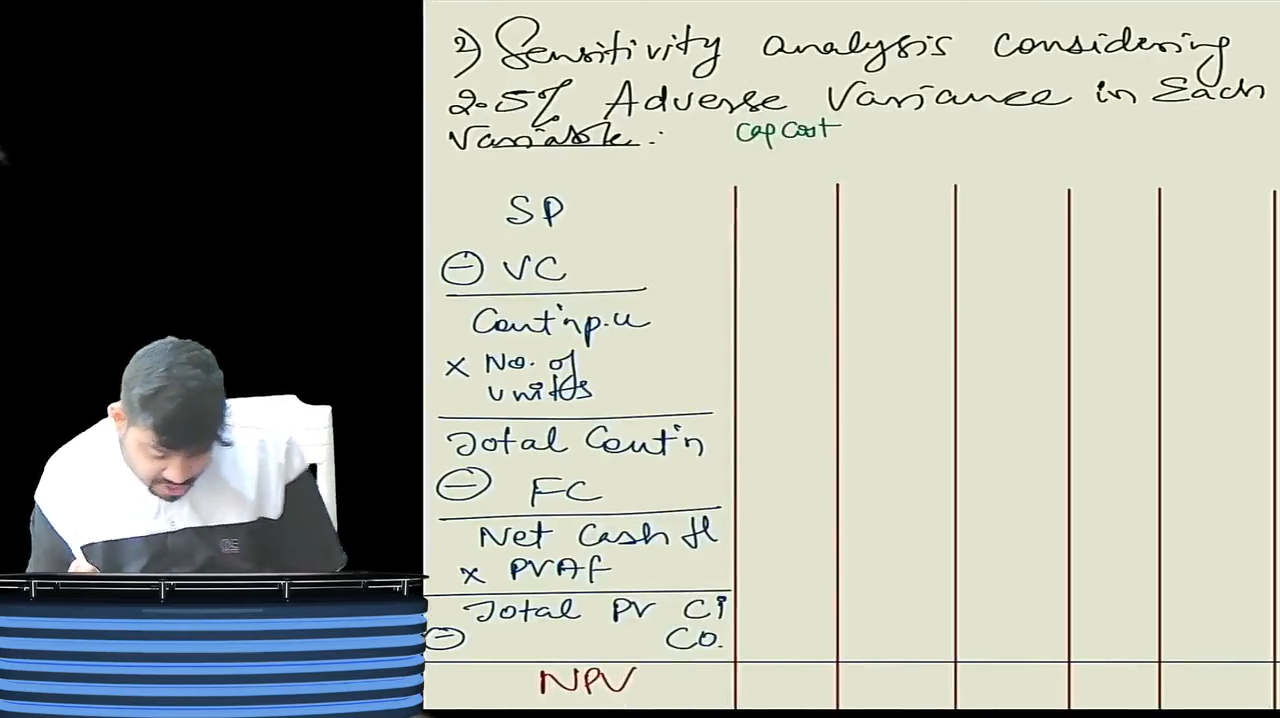 2) Sensitivity analysis considering
2.5% Adverse Variance in Each
Variable:
Cap Cost
SP
⊖ VC
Cont'n p.u
× No. of
units
Total Cont'n
⊖ FC
Net Cash fl
× PVAF
Total PV CI
⊖ CO.
NPV